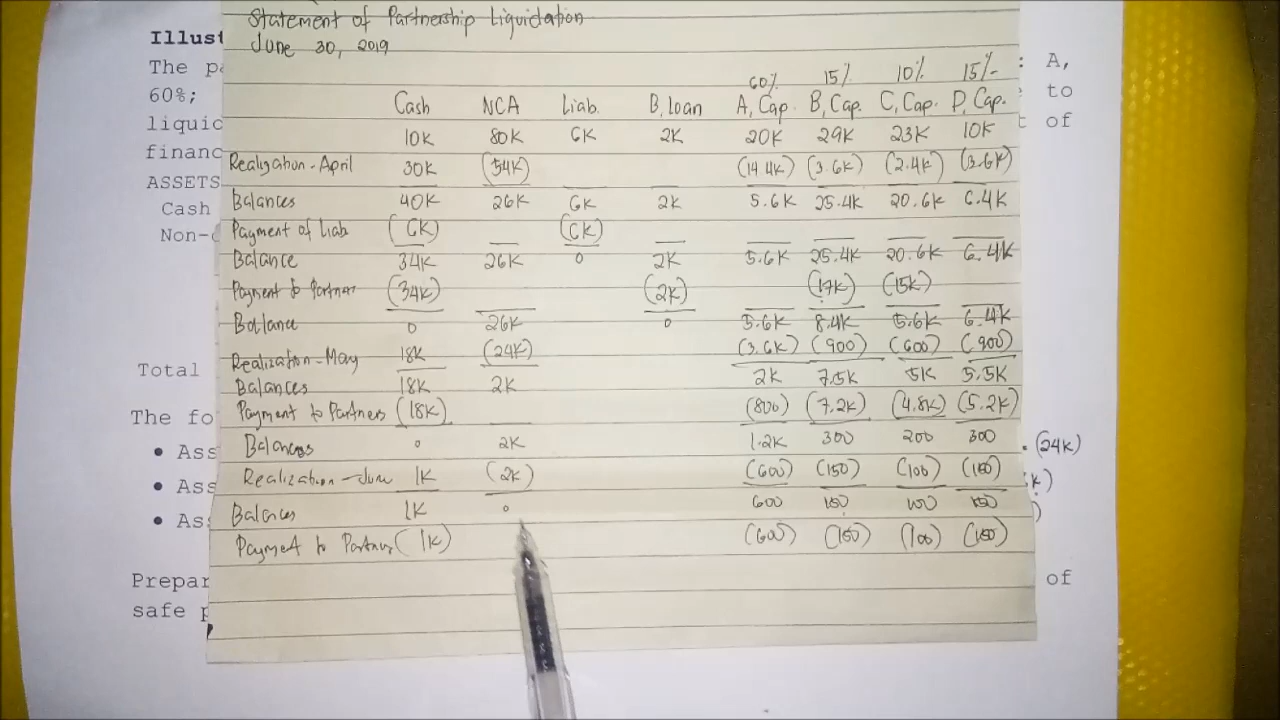 Statement of Partnership Liquidation
Illust
June 30, 2019
The pa : A,
60% 15% 10% 15%
60%; to
Cash NCA Liab. B, loan A, Cap. B, Cap. C, Cap. D, Cap.
liquid t of
10K 80K 6K 2K 20K 29K 23K 10K
financ
Realization - April 30K (54K) (14.4K) (3.6K) (2.4K) (3.6K)
ASSETS
Balances 40K 26K 6K 2K 5.6K 25.4K 20.6K 6.4K
Cash
Payment of Liab (6K) (6K)
Non-c
Balance 34K 26K 0 2K 5.6K 25.4K 20.6K 6.4K
Payment to Partner (34K) (2K) (17K) (15K)
Balance 0 26K 0 5.6K 8.4K 5.6K 6.4K
Realization - May 18K (24K) (3.6K) (900) (600) (900)
Total
Balances 18K 2K 2K 7.5K 5K 5.5K
Payment to Partners (18K) (800) (7.2K) (4.8K) (5.2K)
The fo
Balances 0 2K 1.2K 300 200 300
• Ass (24K)
Realization - June 1K (2K) (600) (150) (100) (150)
• Ass K)
Balances 1K 0 600 150 100 150
• Ass )
Payment to Partner (1K) (600) (150) (100) (150)
Prepar of
safe p